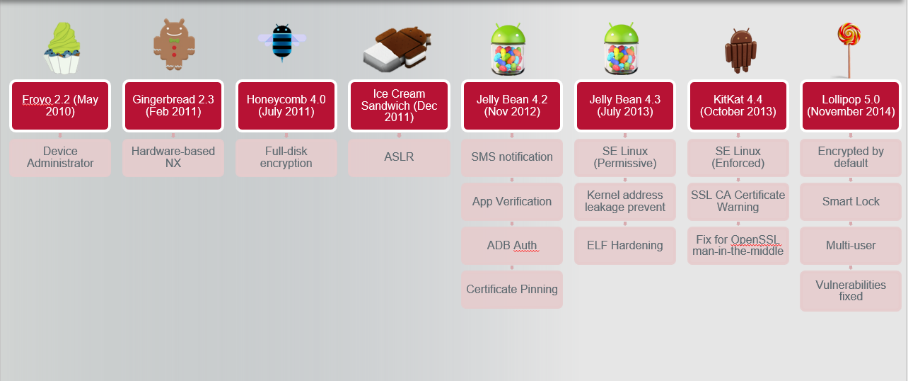 Froyo 2.2 (May
2010)
Device
Administrator
Gingerbread 2.3
(Feb 2011)
Hardware-based
NX
Honeycomb 4.0
(July 2011)
Full-disk
encryption
Ice Cream
Sandwich (Dec
2011)
ASLR
Jelly Bean 4.2
(Nov 2012)
SMS notification
App Verification
ADB Auth
Certificate Pinning
Jelly Bean 4.3
(July 2013)
SE Linux
(Permissive)
Kernel address
leakage prevent
ELF Hardening
KitKat 4.4
(October 2013)
SE Linux
(Enforced)
SSL CA Certificate
Warning
Fix for OpenSSL
man-in-the-middle
Lollipop 5.0
(November 2014)
Encrypted by
default
Smart Lock
Multi-user
Vulnerabilities
fixed